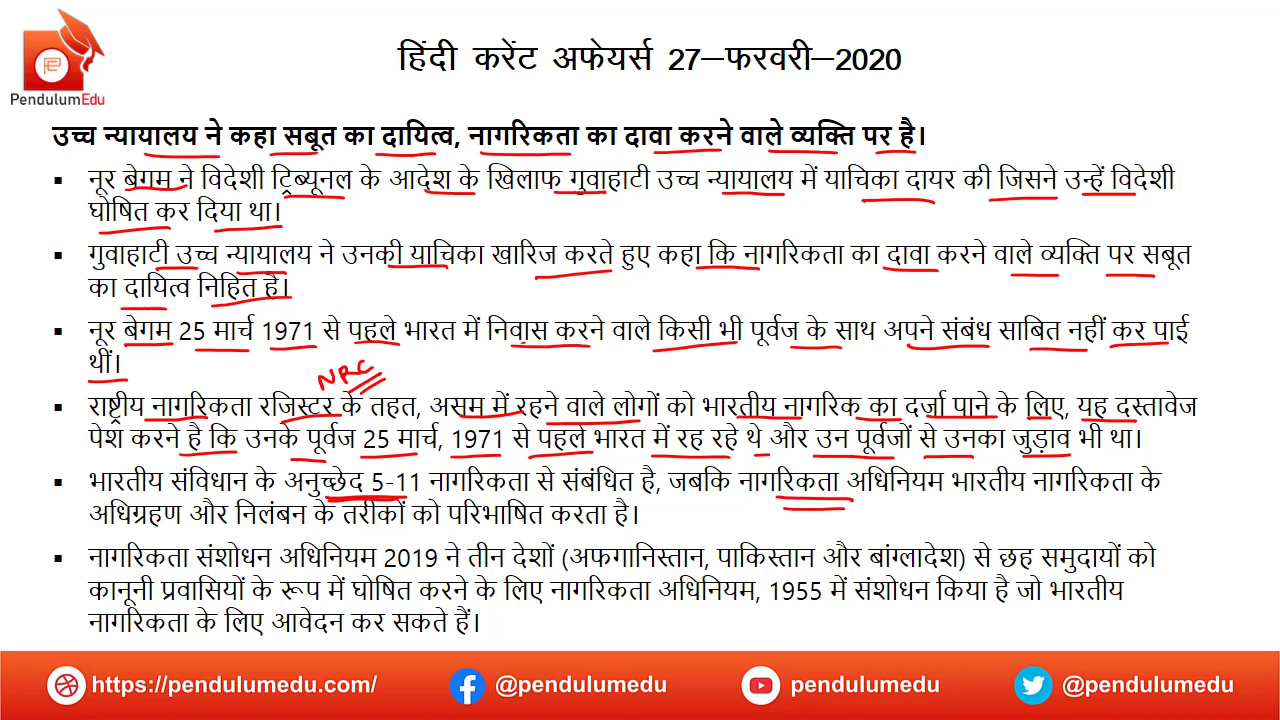 PendulumEdu
हिंदी करेंट अफेयर्स 27–फरवरी–2020
उच्च न्यायालय ने कहा सबूत का दायित्व, नागरिकता का दावा करने वाले व्यक्ति पर है।
▪ नूर बेगम ने विदेशी ट्रिब्यूनल के आदेश के खिलाफ गुवाहाटी उच्च न्यायालय में याचिका दायर की जिसने उन्हें विदेशी
घोषित कर दिया था।
▪ गुवाहाटी उच्च न्यायालय ने उनकी याचिका खारिज करते हुए कहा कि नागरिकता का दावा करने वाले व्यक्ति पर सबूत
का दायित्व निहित है।
▪ नूर बेगम 25 मार्च 1971 से पहले भारत में निवास करने वाले किसी भी पूर्वज के साथ अपने संबंध साबित नहीं कर पाई
थीं।
NRC
▪ राष्ट्रीय नागरिकता रजिस्टर के तहत, असम में रहने वाले लोगों को भारतीय नागरिक का दर्जा पाने के लिए, यह दस्तावेज
पेश करने है कि उनके पूर्वज 25 मार्च, 1971 से पहले भारत में रह रहे थे और उन पूर्वजों से उनका जुड़ाव भी था।
▪ भारतीय संविधान के अनुच्छेद 5-11 नागरिकता से संबंधित है, जबकि नागरिकता अधिनियम भारतीय नागरिकता के
अधिग्रहण और निलंबन के तरीकों को परिभाषित करता है।
▪ नागरिकता संशोधन अधिनियम 2019 ने तीन देशों (अफगानिस्तान, पाकिस्तान और बांग्लादेश) से छह समुदायों को
कानूनी प्रवासियों के रूप में घोषित करने के लिए नागरिकता अधिनियम, 1955 में संशोधन किया है जो भारतीय
नागरिकता के लिए आवेदन कर सकते हैं।
https://pendulumedu.com/ @pendulumedu pendulumedu @pendulumedu